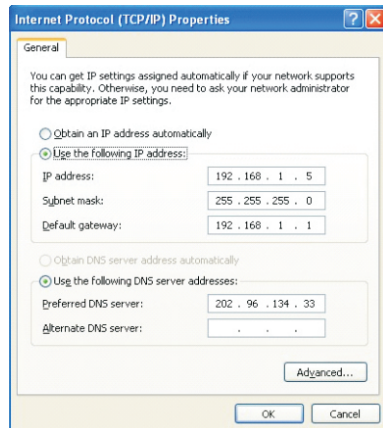 Internet Protocol (TCP/IP) Properties
General
You can get IP settings assigned automatically if your network supports
this capability. Otherwise, you need to ask your network administrator
for the appropriate IP settings.
Obtain an IP address automatically
Use the following IP address:
IP address: 192 . 168 . 1 . 5
Subnet mask: 255 . 255 . 255 . 0
Default gateway: 192 . 168 . 1 . 1
Obtain DNS server address automatically
Use the following DNS server addresses:
Preferred DNS server: 202 . 96 . 134 . 33
Alternate DNS server: . . .
Advanced...
OK Cancel